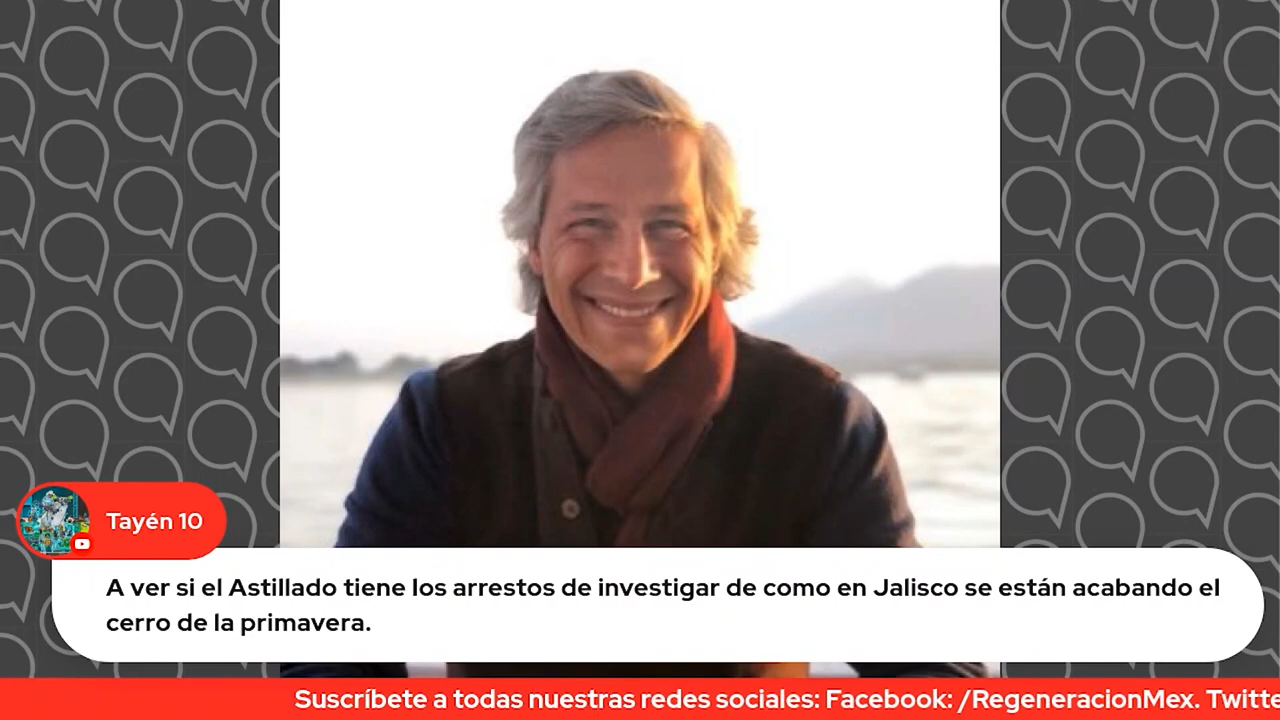 Tayén 10
A ver si el Astillado tiene los arrestos de investigar de como en Jalisco se están acabando el
cerro de la primavera.
Suscríbete a todas nuestras redes sociales: Facebook: /RegeneracionMex. Twitte